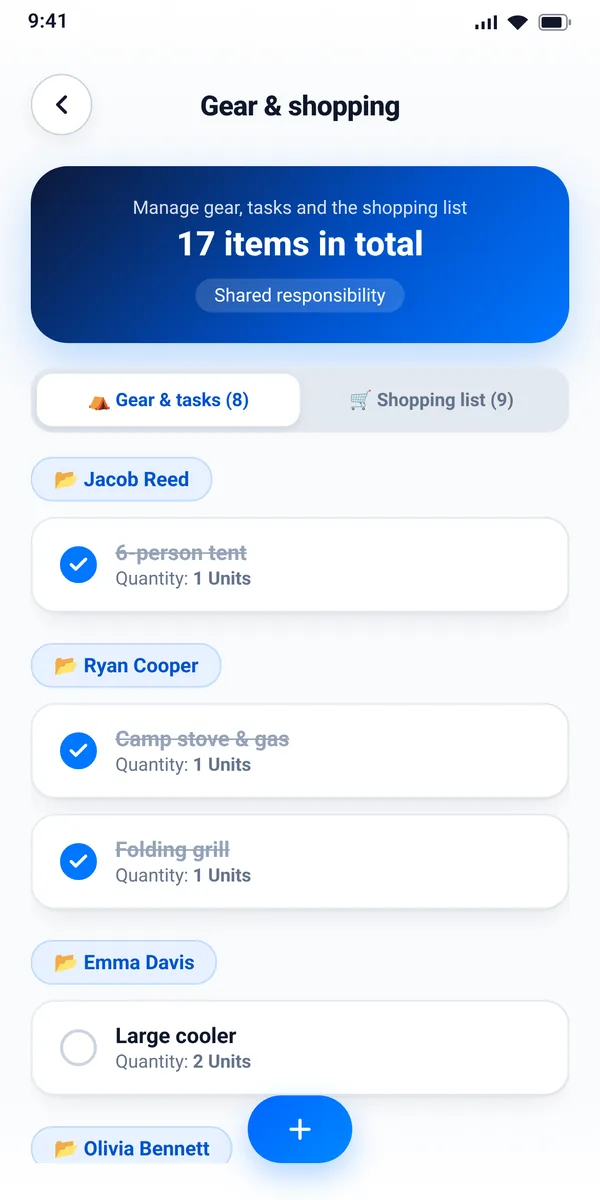 9:41
Gear & shopping
Manage gear, tasks and the shopping list
17 items in total
Shared responsibility
Gear & tasks (8)
Shopping list (9)
Jacob Reed
6-person tent
Quantity: 1 Units
Ryan Cooper
Camp stove & gas
Quantity: 1 Units
Folding grill
Quantity: 1 Units
Emma Davis
Large cooler
Quantity: 2 Units
Olivia Bennett
+